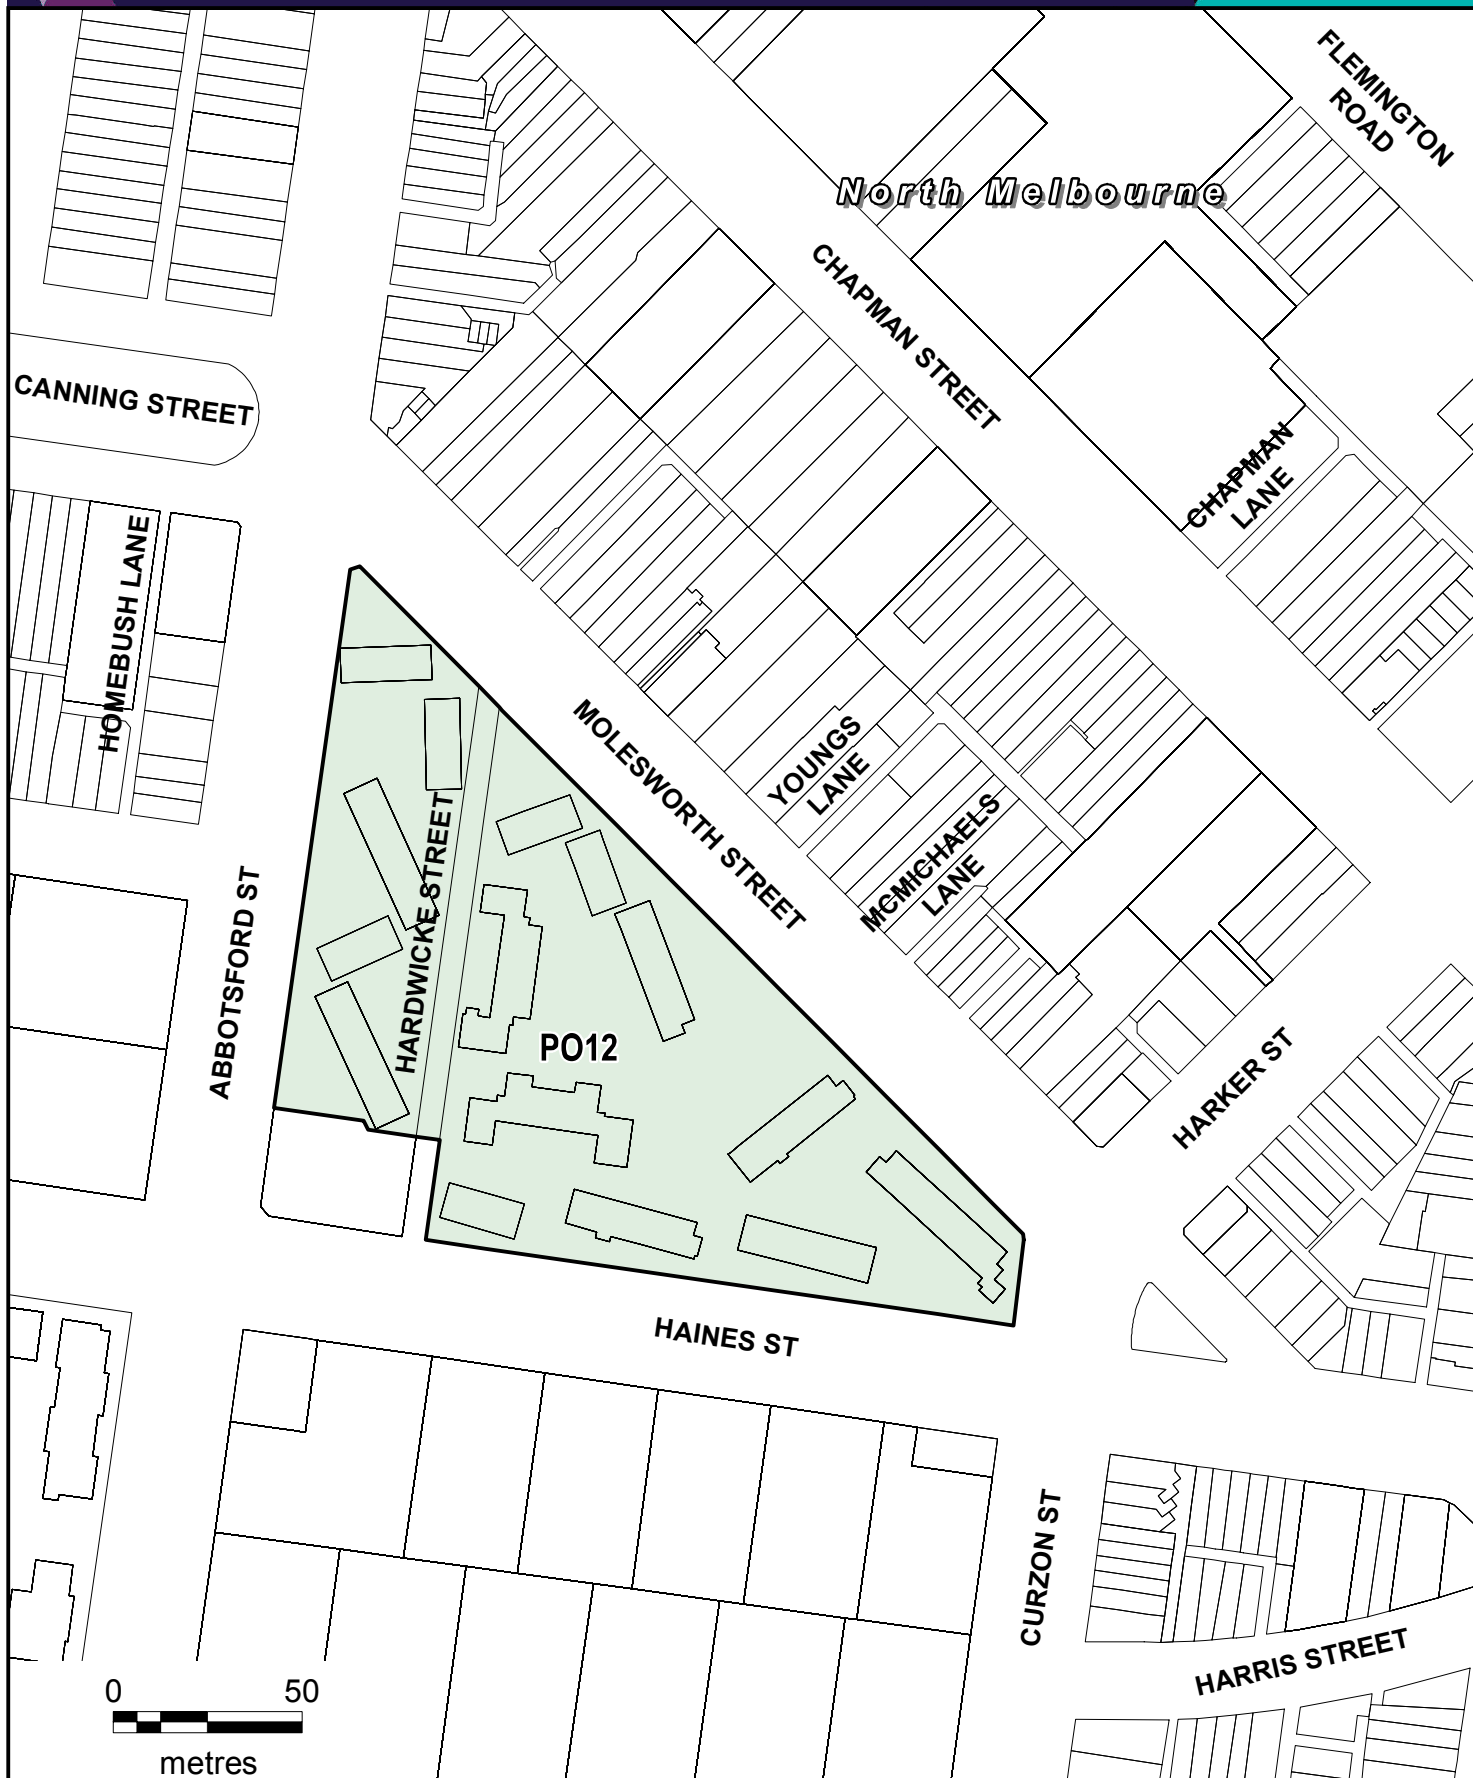 FLEMINGTON
ROAD
North Melbourne
CHAPMAN STREET
CANNING STREET
CHAPMAN
LANE
HOMEBUSH LANE
MOLESWORTH STREET
YOUNGS
LANE
MCMICHAELS
LANE
HARDWICKE STREET
ABBOTSFORD ST
PO12
HARKER ST
HAINES ST
CURZON ST
HARRIS STREET
0 50
metres